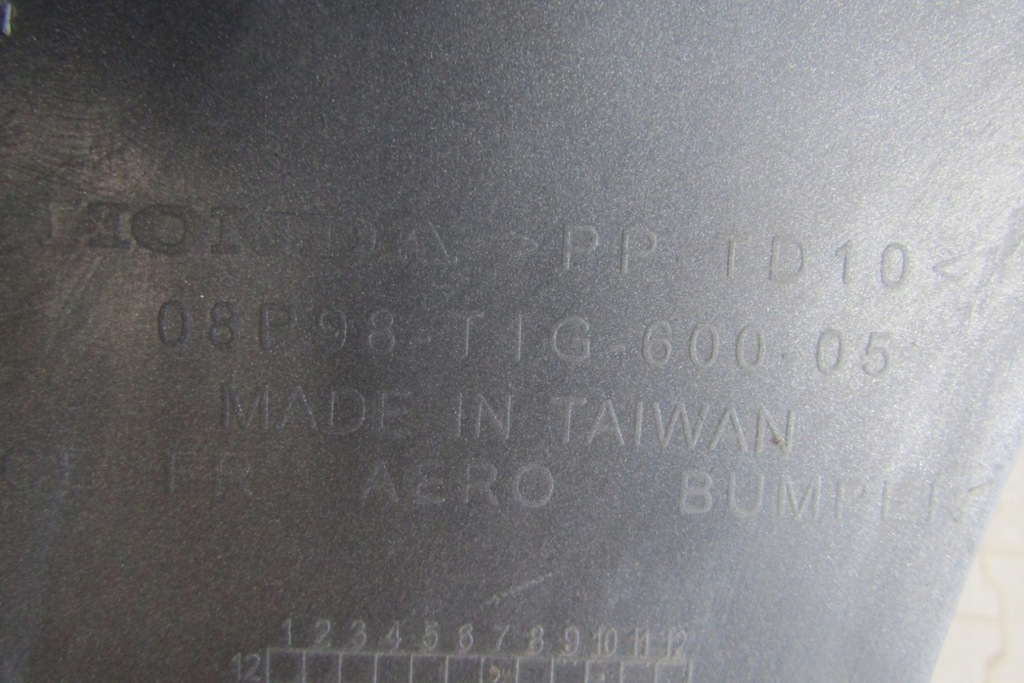 HONDA >PP-TD10<
08P98-T1G-600-05
MADE IN TAIWAN
FR AERO BUMPER
1 2 3 4 5 6 7 8 9 10 11 12
12